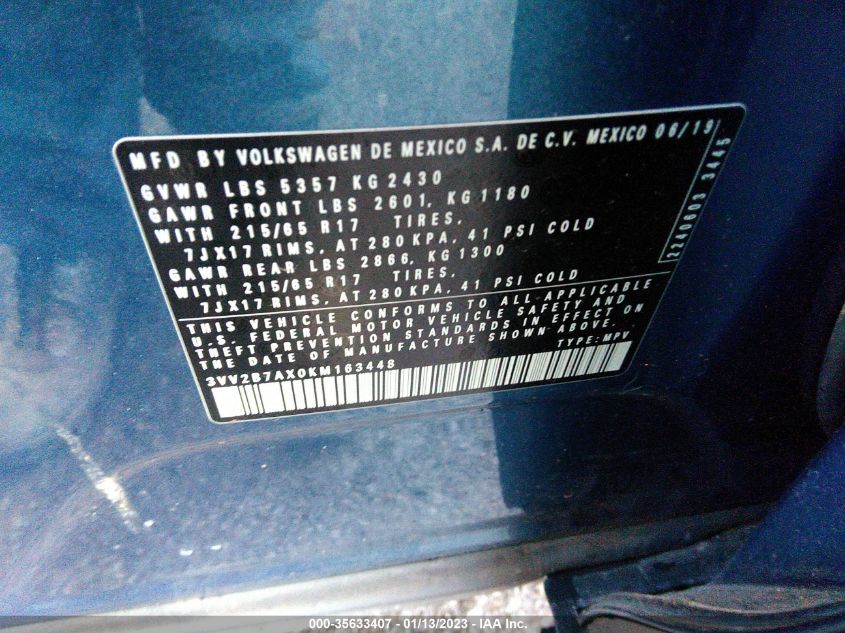 MFD BY VOLKSWAGEN DE MEXICO S.A. DE C.V. MEXICO 06/19
GVWR LBS 5357 KG 2430
GAWR FRONT LBS 2601, KG 1180
WITH 215/65 R17 TIRES,
7JX17 RIMS, AT 280 KPA, 41 PSI COLD
GAWR REAR LBS 2866, KG 1300
WITH 215/65 R17 TIRES,
7JX17 RIMS, AT 280 KPA, 41 PSI COLD
THIS VEHICLE CONFORMS TO ALL APPLICABLE
U.S. FEDERAL MOTOR VEHICLE SAFETY AND
THEFT PREVENTION STANDARDS IN EFFECT ON
THE DATE OF MANUFACTURE SHOWN ABOVE.
3VV2B7AX0KM163448 TYPE: MPV
2240603 3445
000-35633407 - 01/13/2023 - IAA Inc.